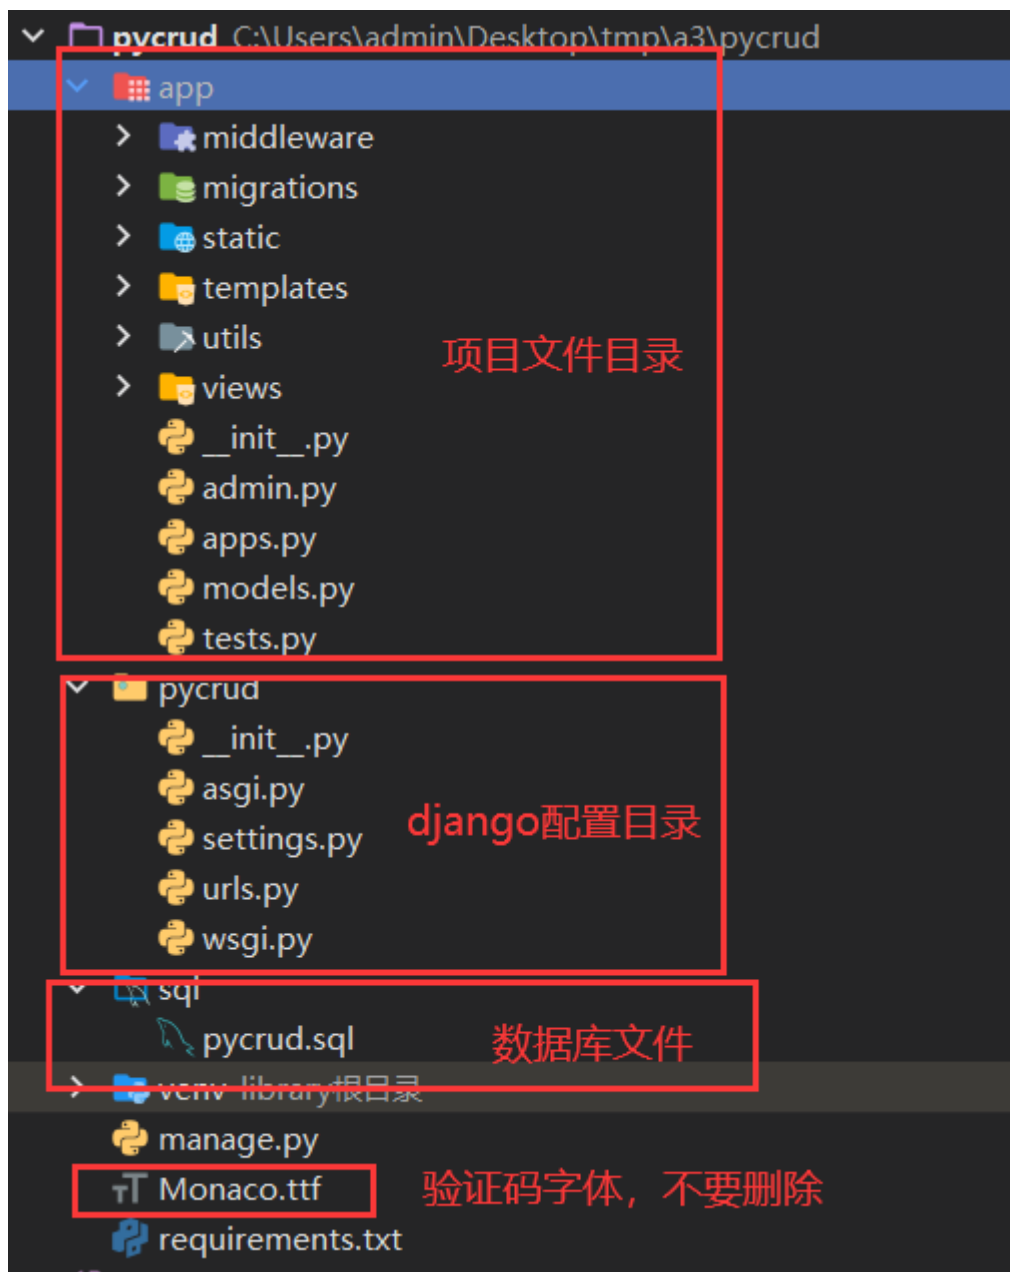 pycrud C:\Users\admin\Desktop\tmp\a3\pycrud
app
middleware
migrations
static
templates
utils
项目文件目录
views
__init__.py
admin.py
apps.py
models.py
tests.py
pycrud
__init__.py
asgi.py
settings.py
django配置目录
urls.py
wsgi.py
sql
pycrud.sql
数据库文件
venv library根目录
manage.py
Monaco.ttf
验证码字体，不要删除
requirements.txt